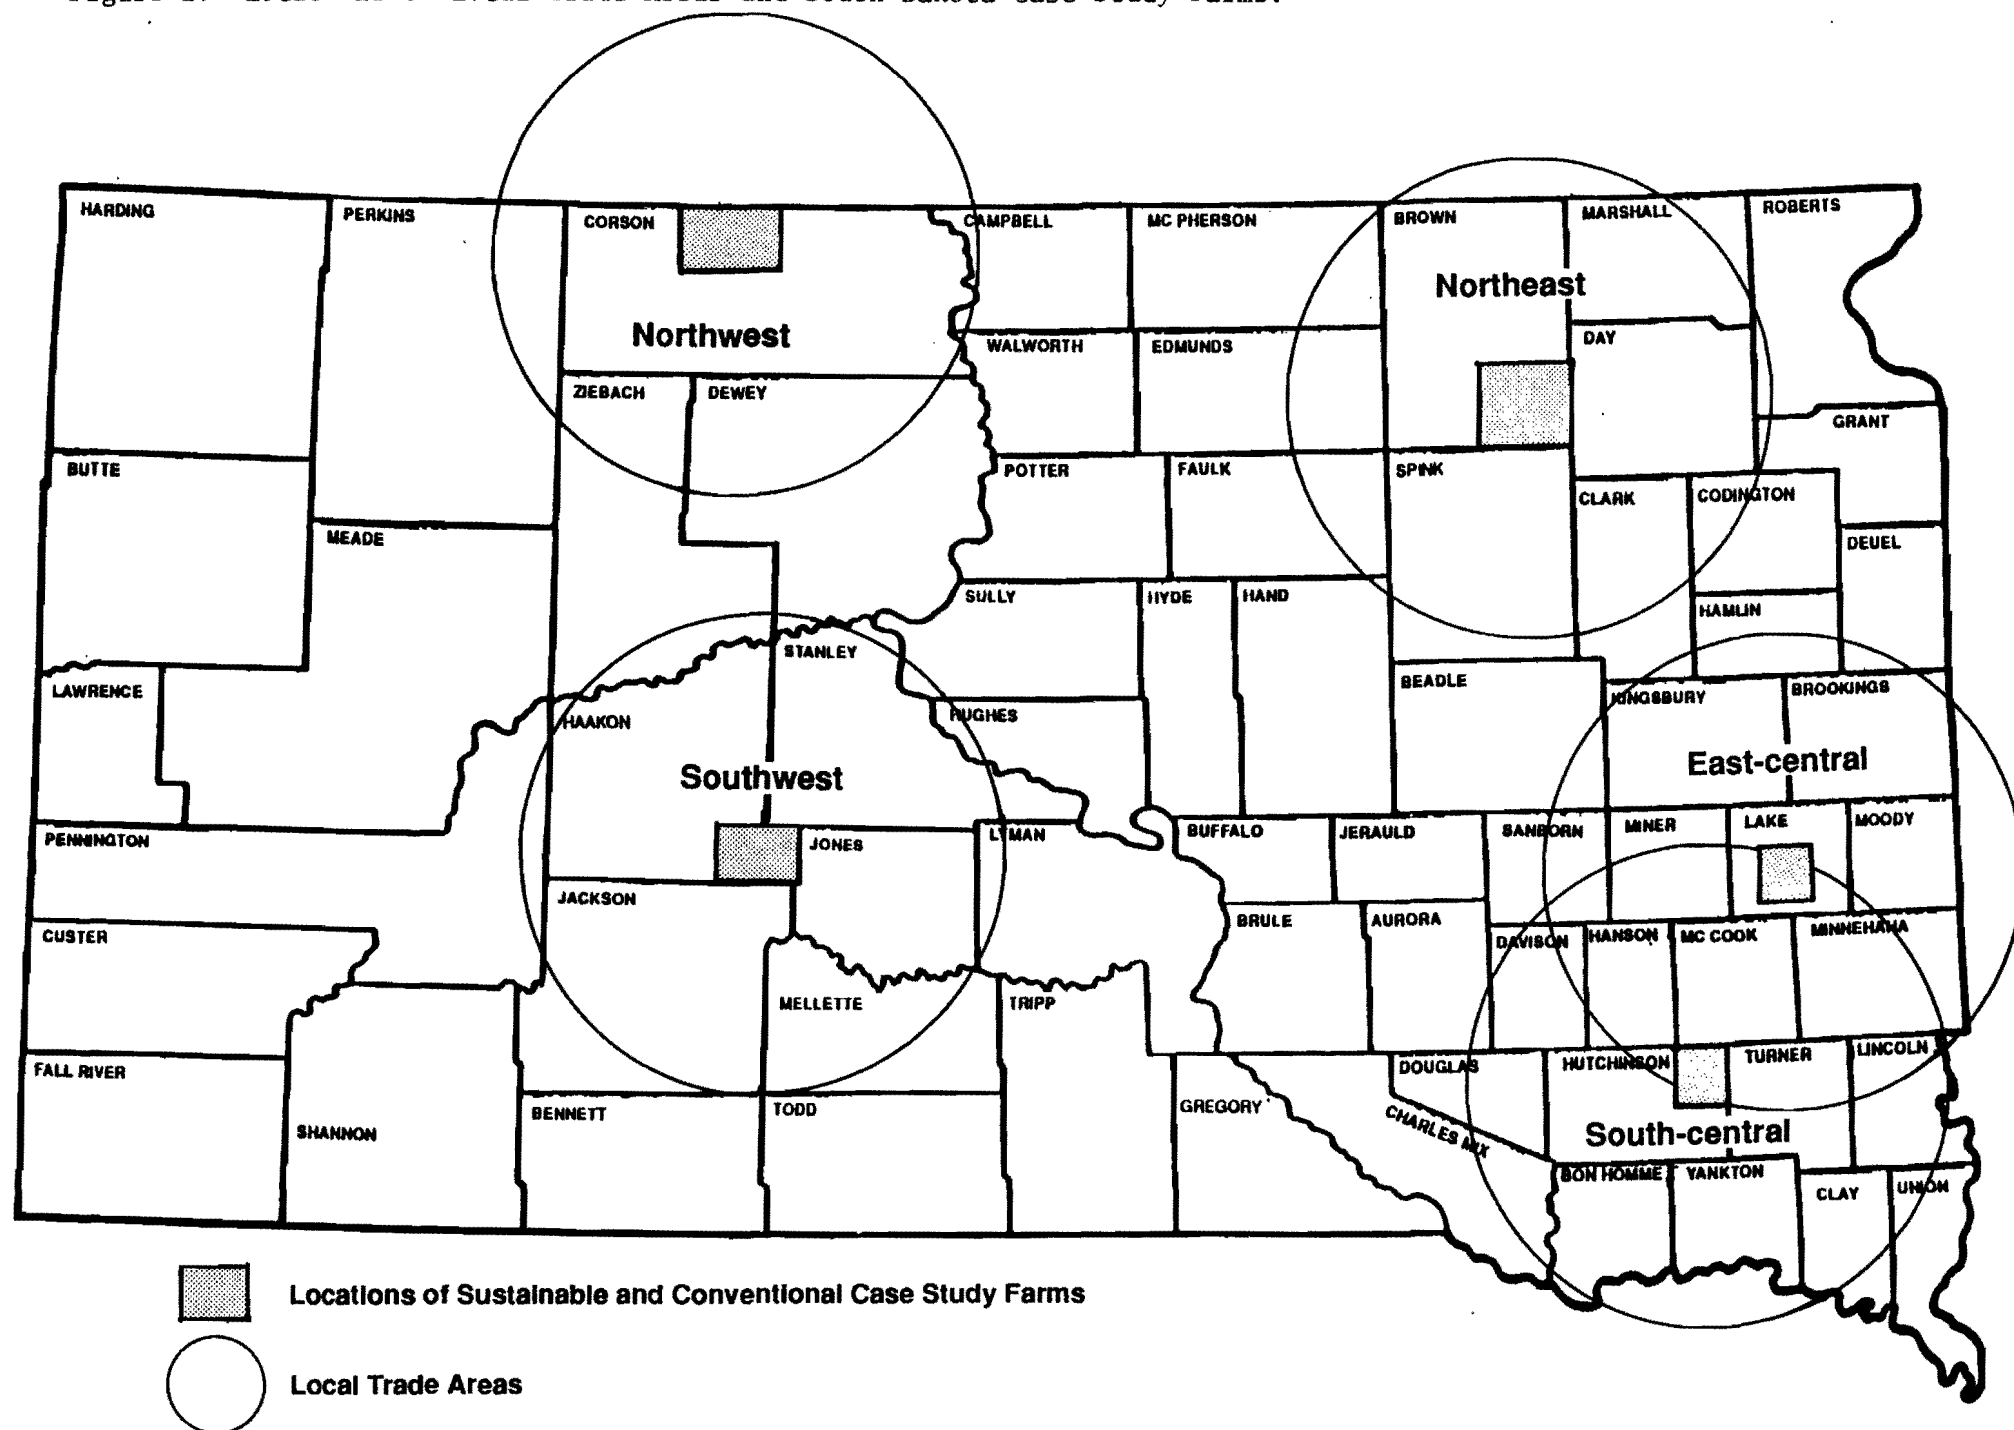 HARDING
PERKINS
CORSON
CAMPBELL
MC PHERSON
BROWN
MARSHALL
ROBERTS
Northeast
Northwest
WALWORTH
EDMUNDS
DAY
ZIEBACH
DEWEY
GRANT
BUTTE
POTTER
FAULK
SPINK
CLARK
CODINGTON
MEADE
DEUEL
SULLY
HYDE
HAND
HAMLIN
STANLEY
LAWRENCE
BEADLE
KINGSBURY
BROOKINGS
HAAKON
HUGHES
East-central
Southwest
PENNINGTON
JONES
LYMAN
BUFFALO
JERAULD
SANBORN
MINER
LAKE
MOODY
JACKSON
CUSTER
BRULE
AURORA
DAVISON
HANSON
MC COOK
MINNEHAHA
MELLETTE
TRIPP
FALL RIVER
DOUGLAS
HUTCHINSON
TURNER
LINCOLN
SHANNON
BENNETT
TODD
GREGORY
CHARLES MIX
South-central
BON HOMME
YANKTON
CLAY
UNION
Locations of Sustainable and Conventional Case Study Farms
Local Trade Areas